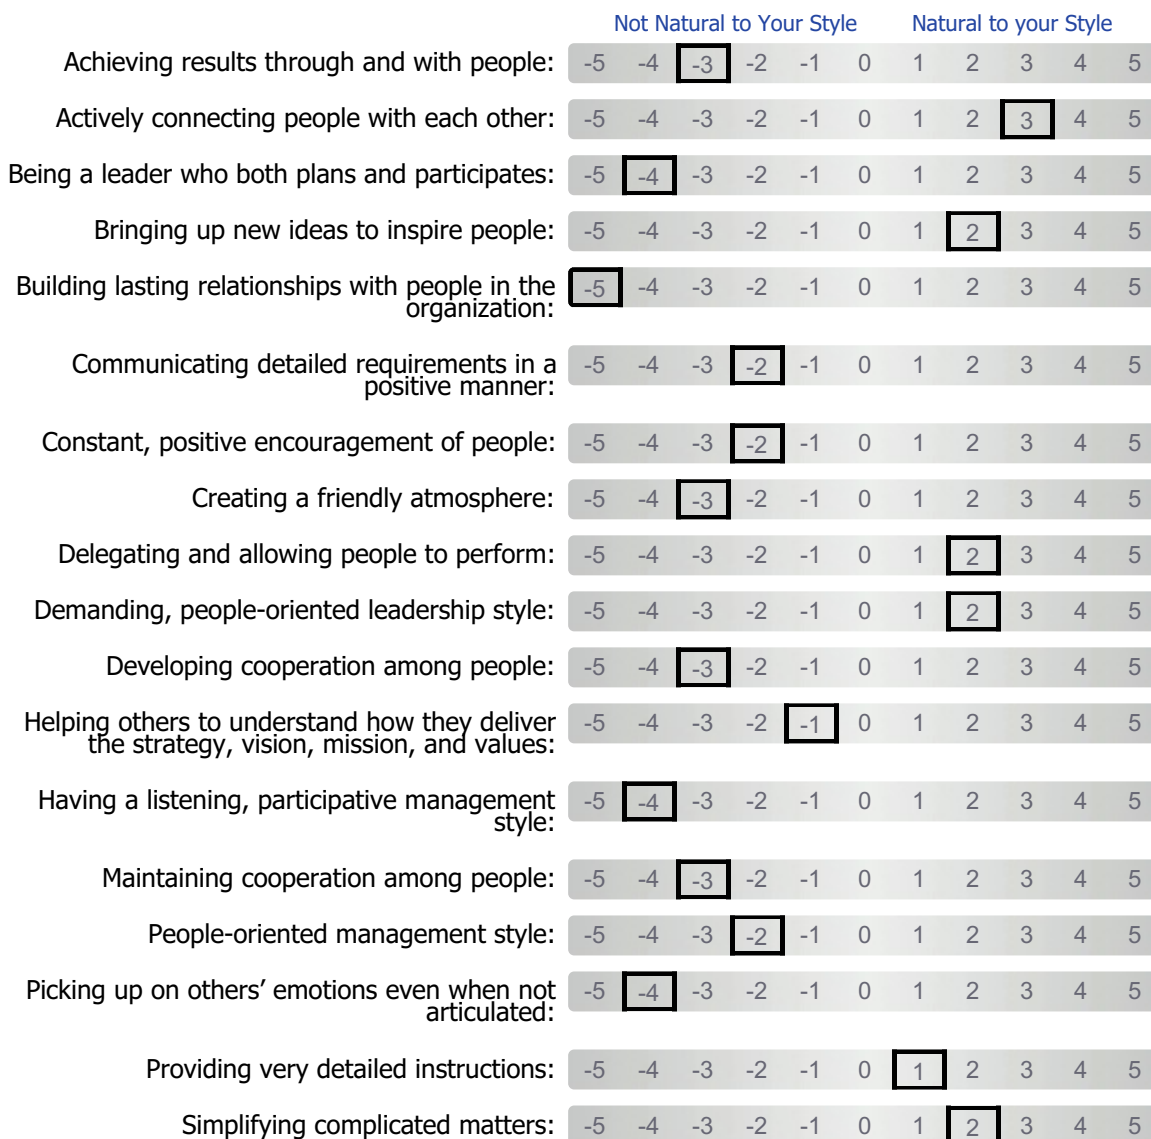 Not Natural to Your Style Natural to your Style
Achieving results through and with people: -5 -4 -3 -2 -1 0 1 2 3 4 5
Actively connecting people with each other: -5 -4 -3 -2 -1 0 1 2 3 4 5
Being a leader who both plans and participates: -5 -4 -3 -2 -1 0 1 2 3 4 5
Bringing up new ideas to inspire people: -5 -4 -3 -2 -1 0 1 2 3 4 5
Building lasting relationships with people in the
organization:
-5 -4 -3 -2 -1 0 1 2 3 4 5
Communicating detailed requirements in a
positive manner:
-5 -4 -3 -2 -1 0 1 2 3 4 5
Constant, positive encouragement of people: -5 -4 -3 -2 -1 0 1 2 3 4 5
Creating a friendly atmosphere: -5 -4 -3 -2 -1 0 1 2 3 4 5
Delegating and allowing people to perform: -5 -4 -3 -2 -1 0 1 2 3 4 5
Demanding, people-oriented leadership style: -5 -4 -3 -2 -1 0 1 2 3 4 5
Developing cooperation among people: -5 -4 -3 -2 -1 0 1 2 3 4 5
Helping others to understand how they deliver
the strategy, vision, mission, and values:
-5 -4 -3 -2 -1 0 1 2 3 4 5
Having a listening, participative management
style:
-5 -4 -3 -2 -1 0 1 2 3 4 5
Maintaining cooperation among people: -5 -4 -3 -2 -1 0 1 2 3 4 5
People-oriented management style: -5 -4 -3 -2 -1 0 1 2 3 4 5
Picking up on others’ emotions even when not
articulated:
-5 -4 -3 -2 -1 0 1 2 3 4 5
Providing very detailed instructions: -5 -4 -3 -2 -1 0 1 2 3 4 5
Simplifying complicated matters: -5 -4 -3 -2 -1 0 1 2 3 4 5